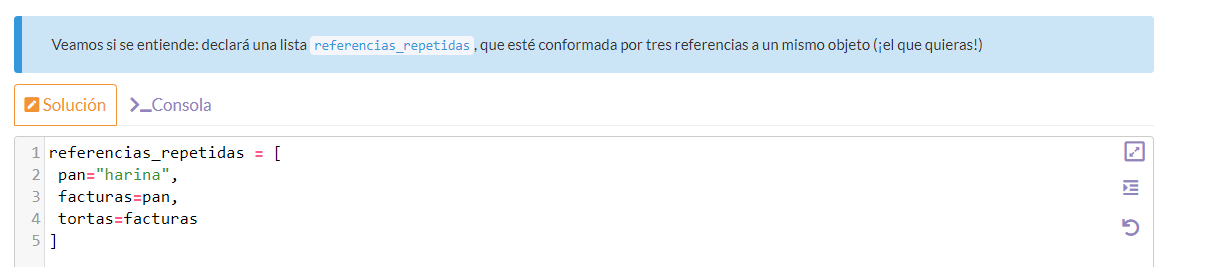 Veamos si se entiende: declará una lista referencias_repetidas, que esté conformada por tres referencias a un mismo objeto (¡el que quieras!)
Solución >_Consola
1 referencias_repetidas = [
2  pan="harina",
3  facturas=pan,
4  tortas=facturas
5 ]